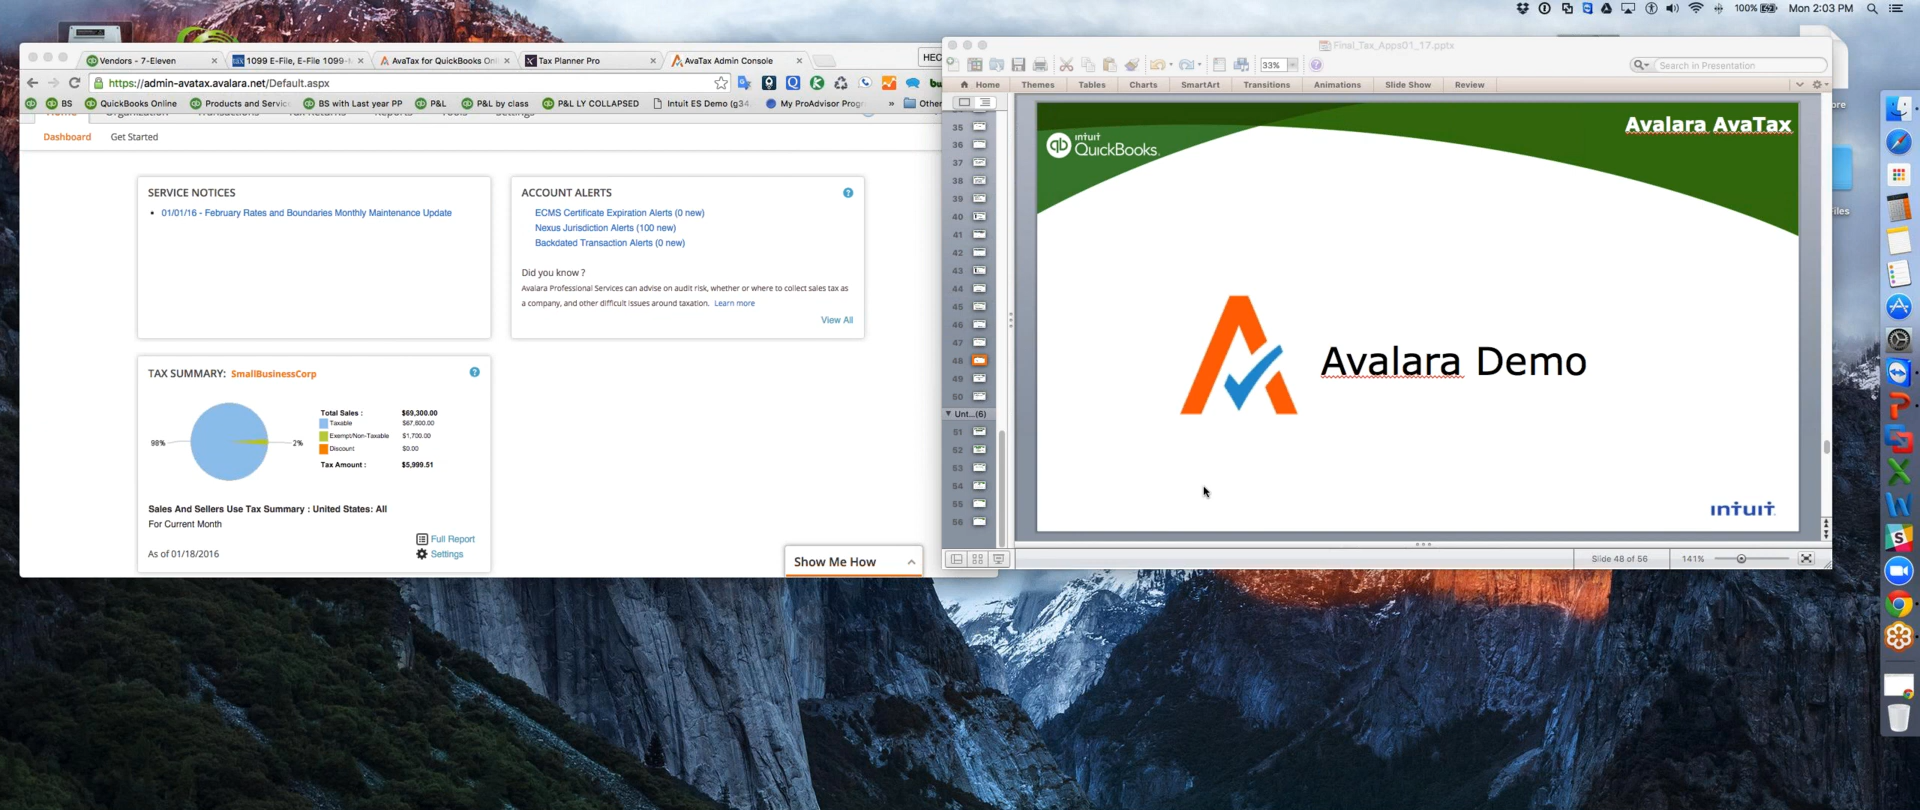 100%
Mon 2:03 PM
Vendors - 7-Eleven
1099 E-File, E-File 1099-
AvaTax for QuickBooks Onl
Tax Planner Pro
AvaTax Admin Console
HEC
https://admin-avatax.avalara.net/Default.aspx
BS
QuickBooks Online
Products and Servic
BS with Last year PP
P&L
P&L by class
P&L LY COLLAPSED
Intuit ES Demo (g34
My ProAdvisor Progr
»
Other
Dashboard
Get Started
SERVICE NOTICES
• 01/01/16 - February Rates and Boundaries Monthly Maintenance Update
ACCOUNT ALERTS
ECMS Certificate Expiration Alerts (0 new)
Nexus Jurisdiction Alerts (100 new)
Backdated Transaction Alerts (0 new)
Did you know ?
Avalara Professional Services can advise on audit risk, whether or where to collect sales tax as
a company, and other difficult issues around taxation. Learn more
View All
TAX SUMMARY: SmallBusinessCorp
98%
2%
Total Sales : $69,300.00
Taxable $67,600.00
Exempt/Non-Taxable $1,700.00
Discount $0.00
Tax Amount : $5,999.51
Sales And Sellers Use Tax Summary : United States: All
For Current Month
As of 01/18/2016
Full Report
Settings
Show Me How
Final_Tax_Apps01_17.pptx
33%
Search in Presentation
Home
Themes
Tables
Charts
SmartArt
Transitions
Animations
Slide Show
Review
35
36
37
38
39
40
41
42
43
44
45
46
47
48
49
50
Unt...(6)
51
52
53
54
55
56
intuit
qb QuickBooks.
Avalara AvaTax
Avalara Demo
intuit
Slide 48 of 56
141%